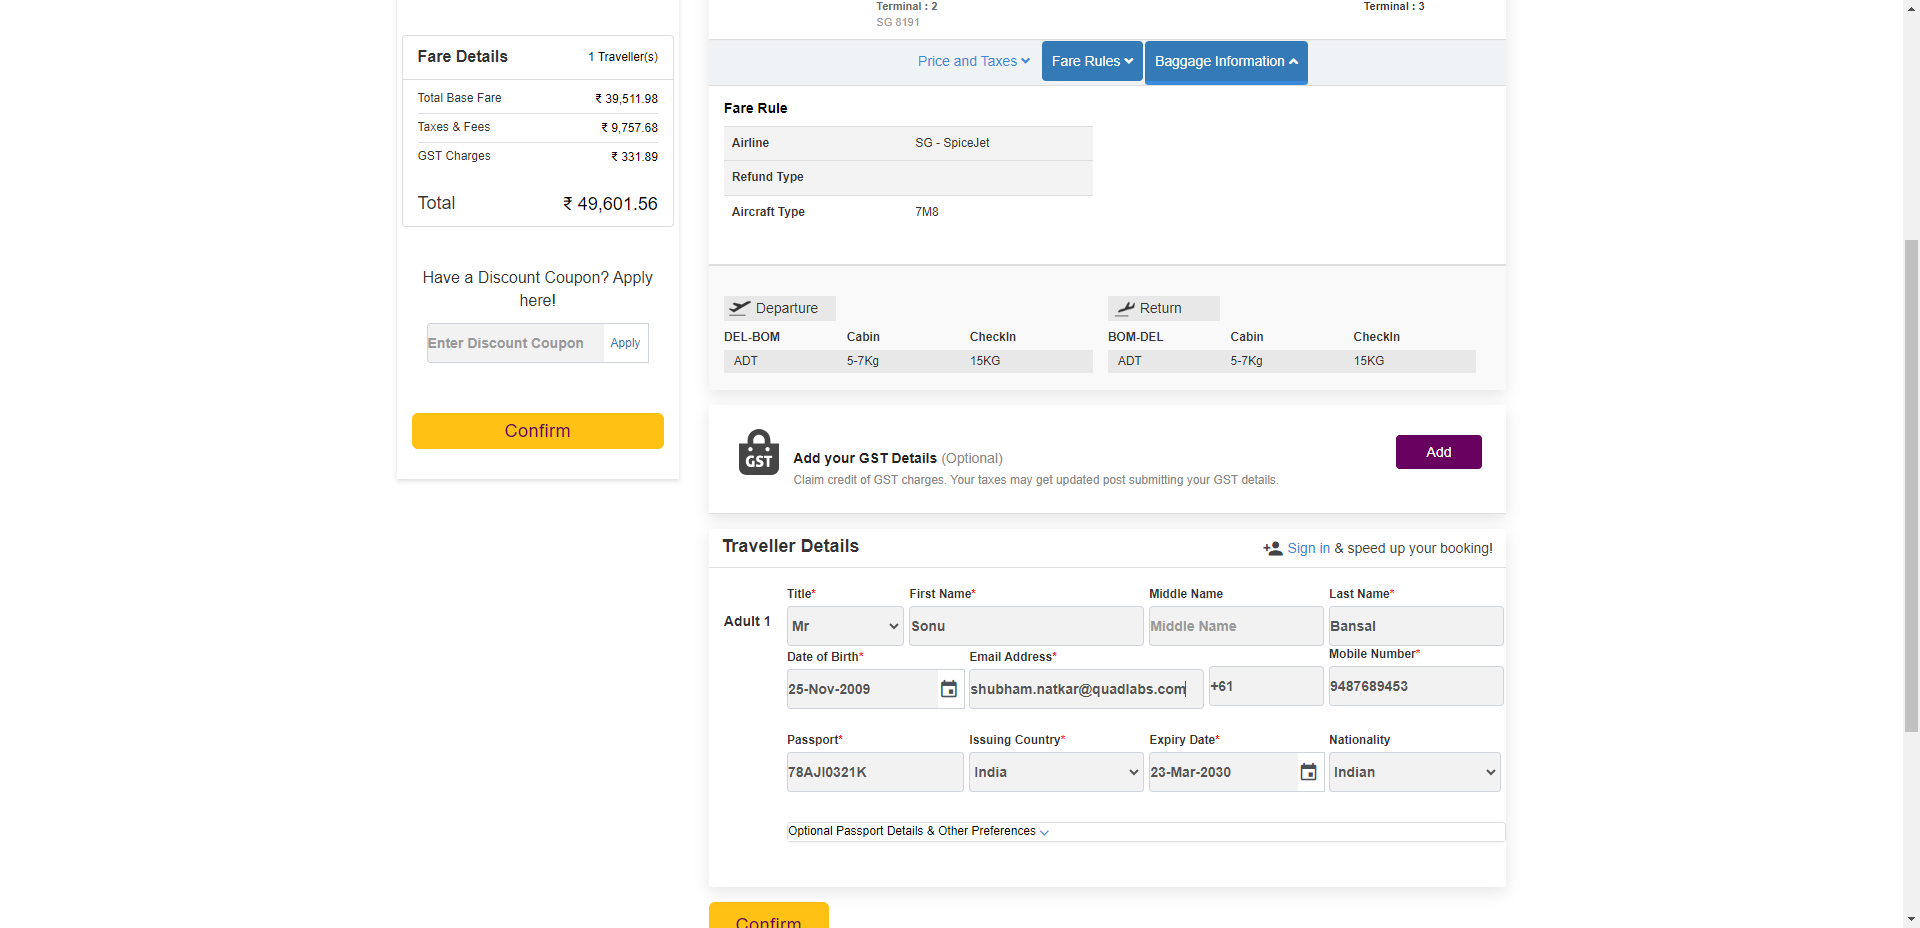 Terminal : 2
Terminal : 3
SG 8191
Fare Details
1 Traveller(s)
Total Base Fare
₹ 39,511.98
Taxes & Fees
₹ 9,757.68
GST Charges
₹ 331.89
Total
₹ 49,601.56
Have a Discount Coupon? Apply
here!
Enter Discount Coupon
Apply
Confirm
Price and Taxes
Fare Rules
Baggage Information
Fare Rule
Airline
SG - SpiceJet
Refund Type
Aircraft Type
7M8
Departure
DEL-BOM
Cabin
CheckIn
ADT
5-7Kg
15KG
Return
BOM-DEL
Cabin
CheckIn
ADT
5-7Kg
15KG
GST
Add your GST Details (Optional)
Claim credit of GST charges. Your taxes may get updated post submitting your GST details.
Add
Traveller Details
Sign in & speed up your booking!
Adult 1
Title*
First Name*
Middle Name
Last Name*
Mr
Sonu
Middle Name
Bansal
Date of Birth*
Email Address*
Mobile Number*
25-Nov-2009
shubham.natkar@quadlabs.com
+61
9487689453
Passport*
Issuing Country*
Expiry Date*
Nationality
78AJI0321K
India
23-Mar-2030
Indian
Optional Passport Details & Other Preferences
Confirm